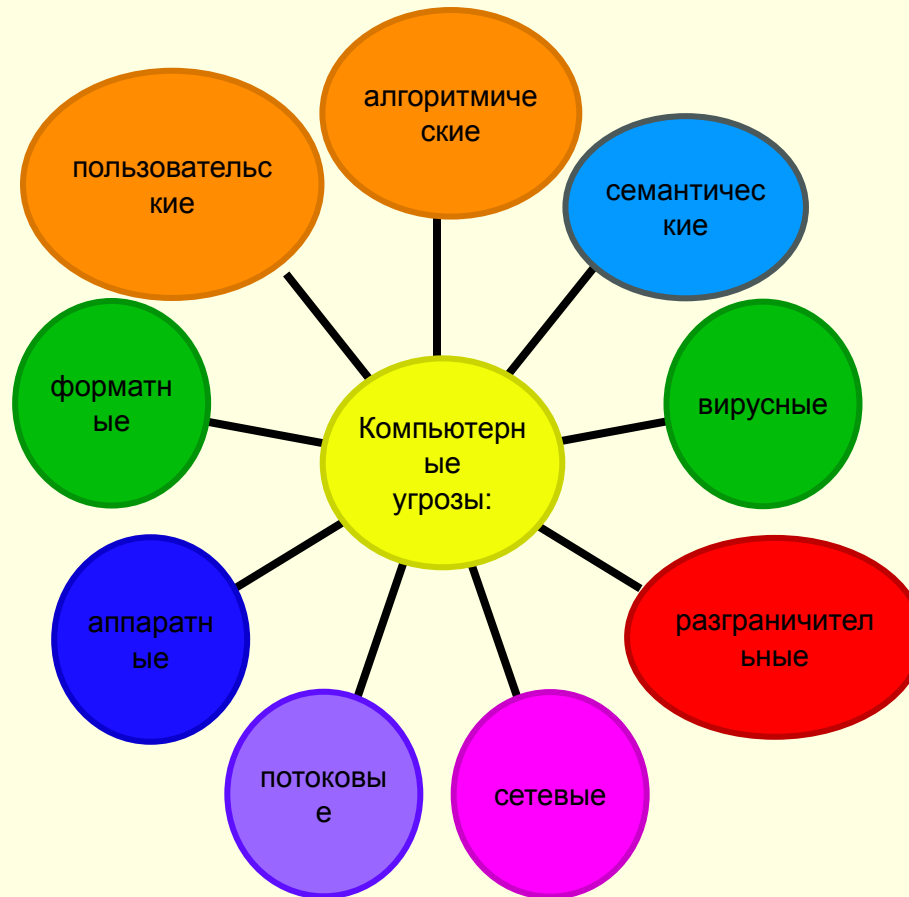 алгоритмиче
ские
пользовательс
кие
семантичес
кие
форматн
ые
вирусные
Компьютерн
ые
угрозы:
аппаратн
ые
разграничител
ьные
потоковы
е
сетевые